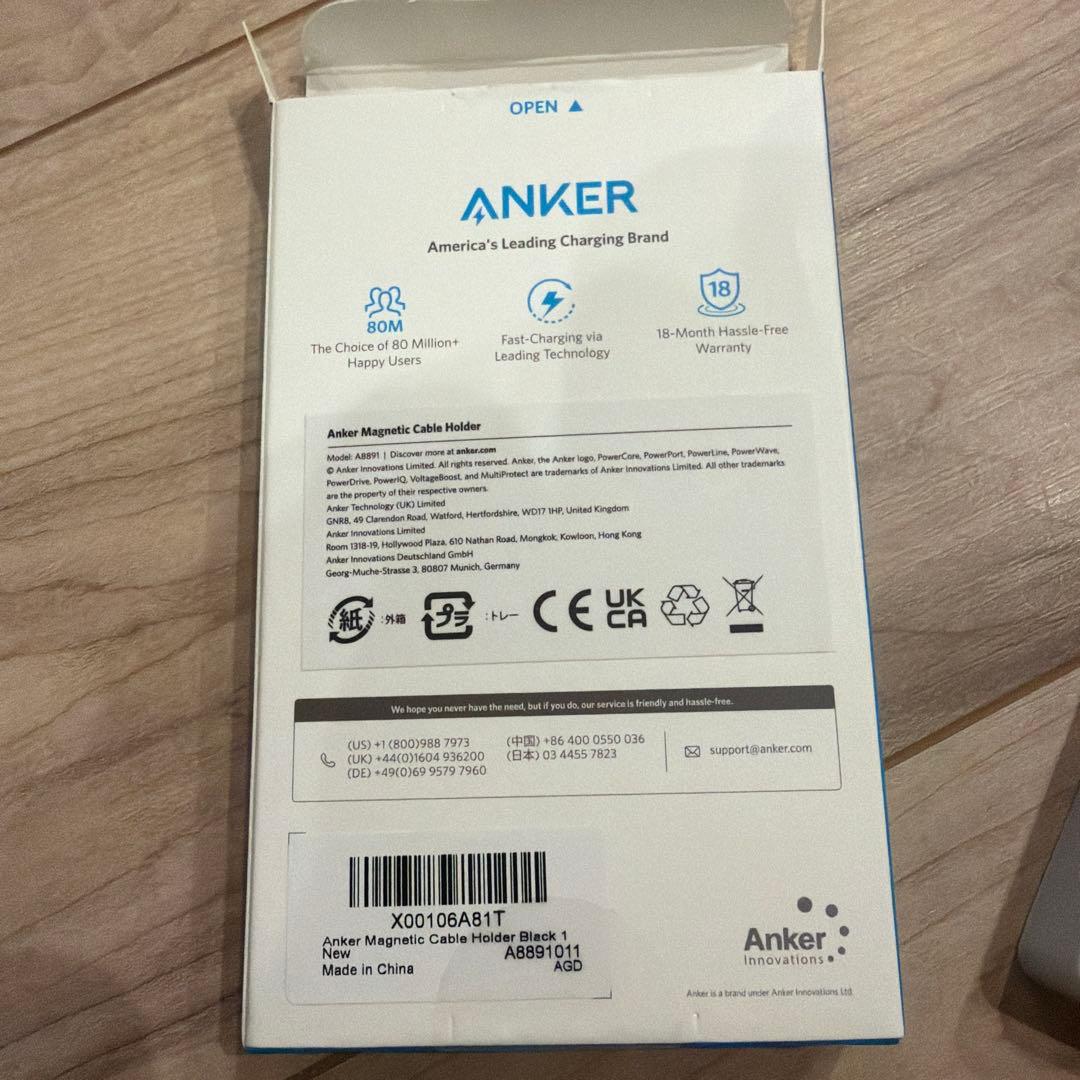 OPEN ▲
ANKER
America's Leading Charging Brand
80M
The Choice of 80 Million+
Happy Users
Fast-Charging via
Leading Technology
18
18-Month Hassle-Free
Warranty
Anker Magnetic Cable Holder
Model: A8891 | Discover more at anker.com
© Anker Innovations Limited. All rights reserved. Anker, the Anker logo, PowerCore, PowerPort, PowerLine, PowerWave,
PowerDrive, PowerIQ, VoltageBoost, and MultiProtect are trademarks of Anker Innovations Limited. All other trademarks
are the property of their respective owners.
Anker Technology (UK) Limited
GNR8, 49 Clarendon Road, Watford, Hertfordshire, WD17 1HP, United Kingdom
Anker Innovations Limited
Room 1318-19, Hollywood Plaza, 610 Nathan Road, Mongkok, Kowloon, Hong Kong
Anker Innovations Deutschland GmbH
Georg-Muche-Strasse 3, 80807 Munich, Germany
紙 :外箱 プラ :トレー CE UK
CA
We hope you never have the need, but if you do, our service is friendly and hassle-free.
(US) +1 (800)988 7973
(UK) +44(0)1604 936200
(DE) +49(0)69 9579 7960
(中国) +86 400 0550 036
(日本) 03 4455 7823
support@anker.com
X00106A81T
Anker Magnetic Cable Holder Black 1
New A8891011
Made in China AGD
Anker
Innovations
Anker is a brand under Anker Innovations Ltd.